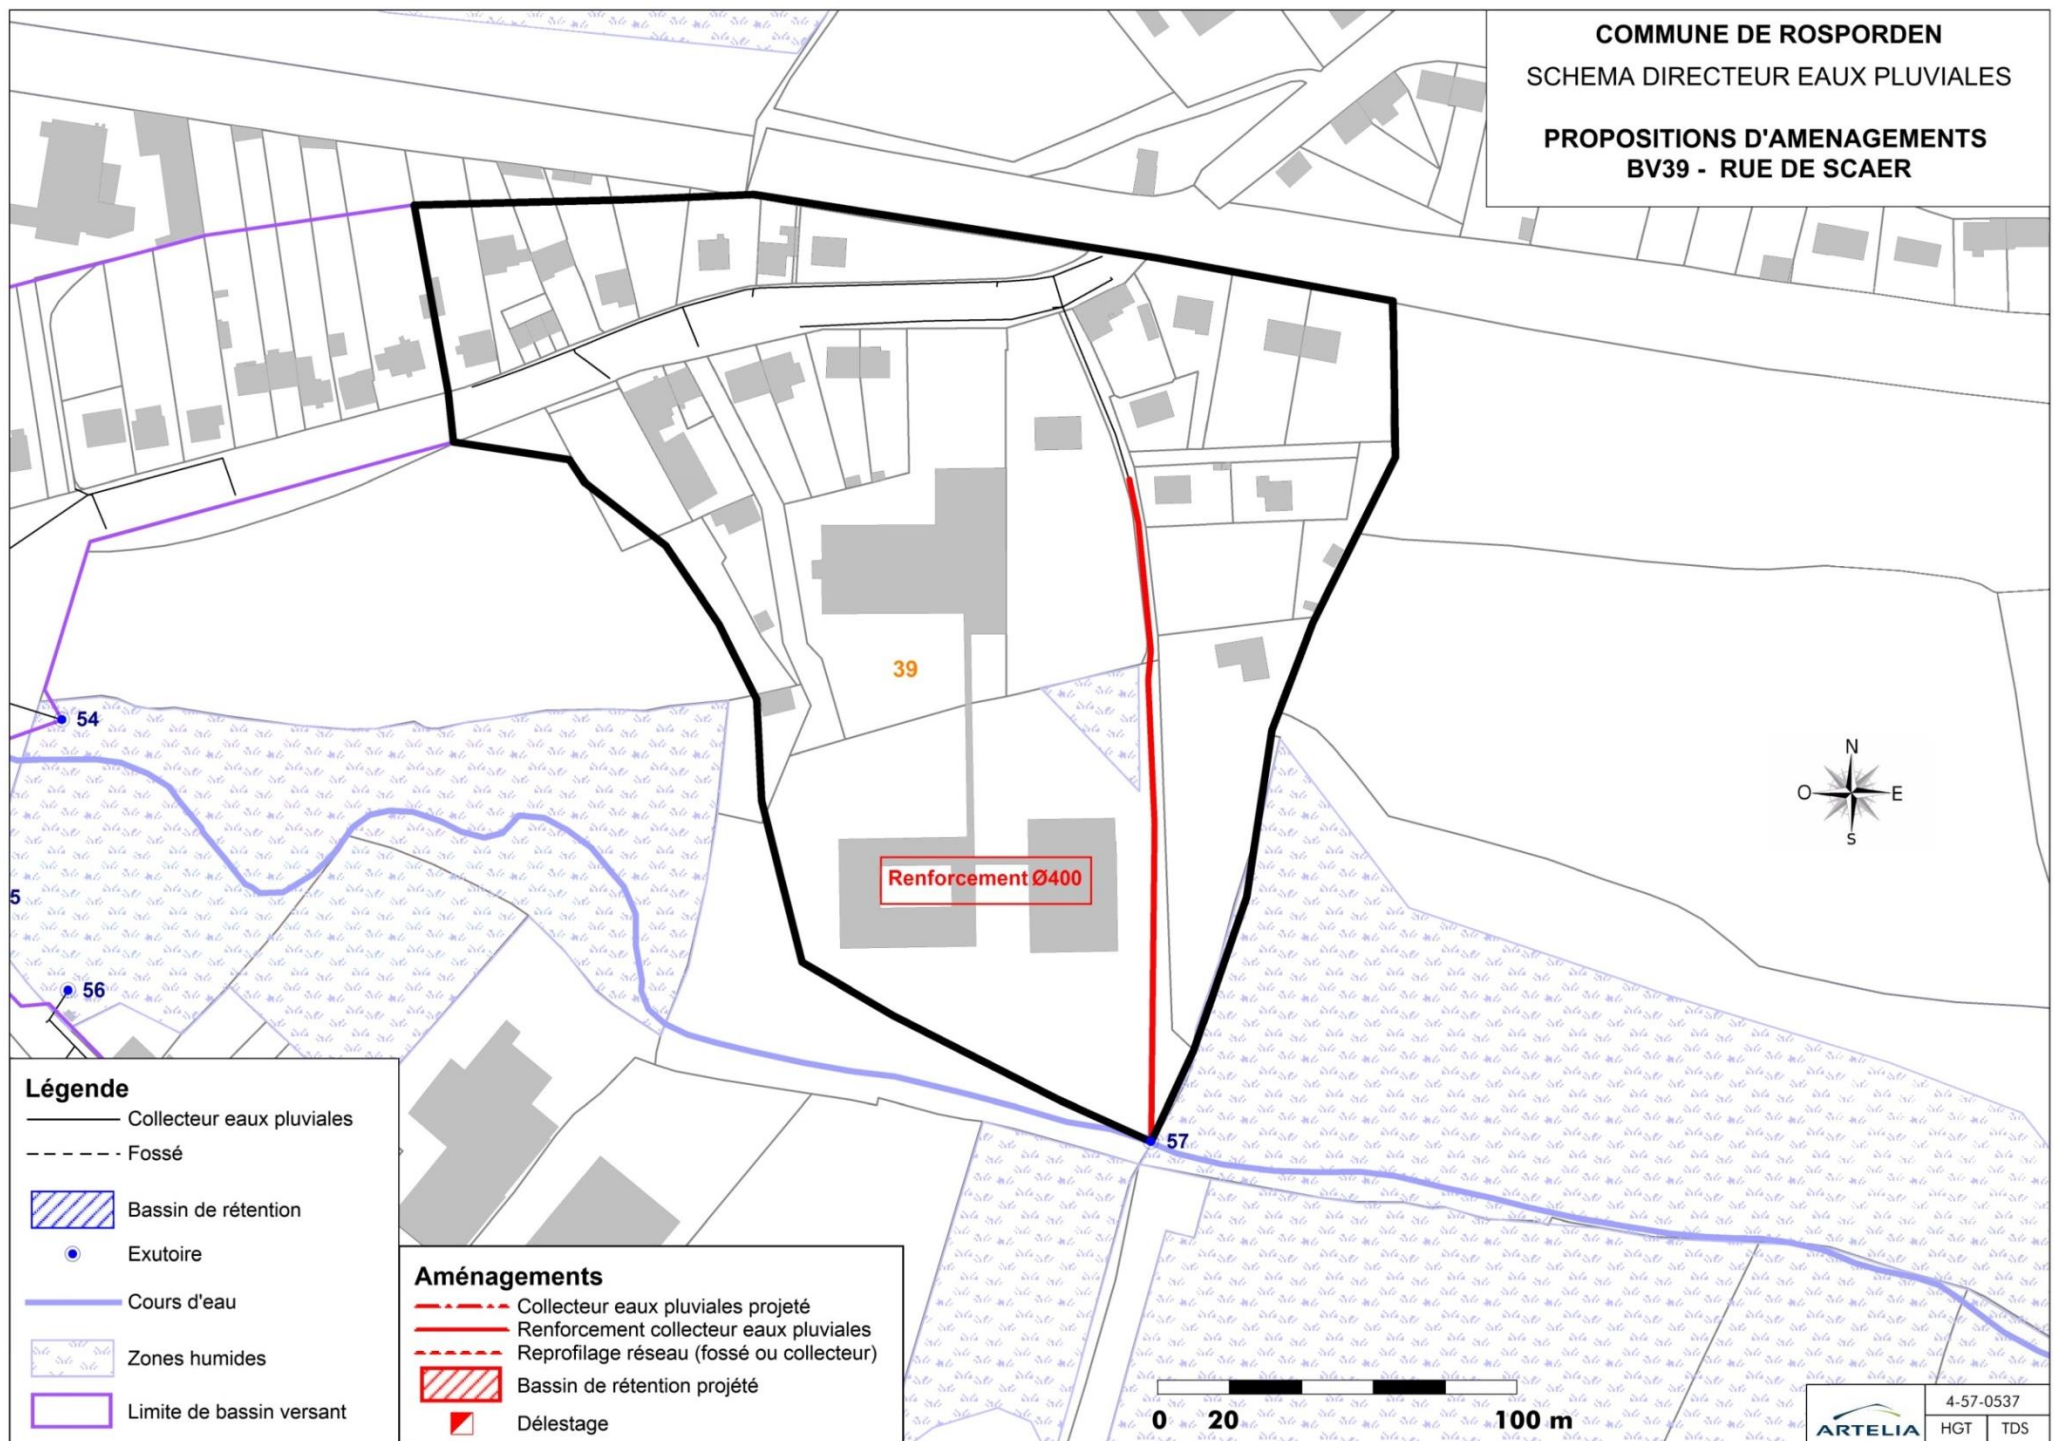 COMMUNE DE ROSPORDEN
SCHEMA DIRECTEUR EAUX PLUVIALES
PROPOSITIONS D'AMENAGEMENTS
BV39 - RUE DE SCAER
39
54
5
56
57
Renforcement Ø400
N
O
E
S
Légende
Collecteur eaux pluviales
Fossé
Bassin de rétention
Exutoire
Cours d'eau
Zones humides
Limite de bassin versant
Aménagements
Collecteur eaux pluviales projeté
Renforcement collecteur eaux pluviales
Reprofilage réseau (fossé ou collecteur)
Bassin de rétention projété
Délestage
0 20 100 m
ARTELIA
4-57-0537
HGT TDS